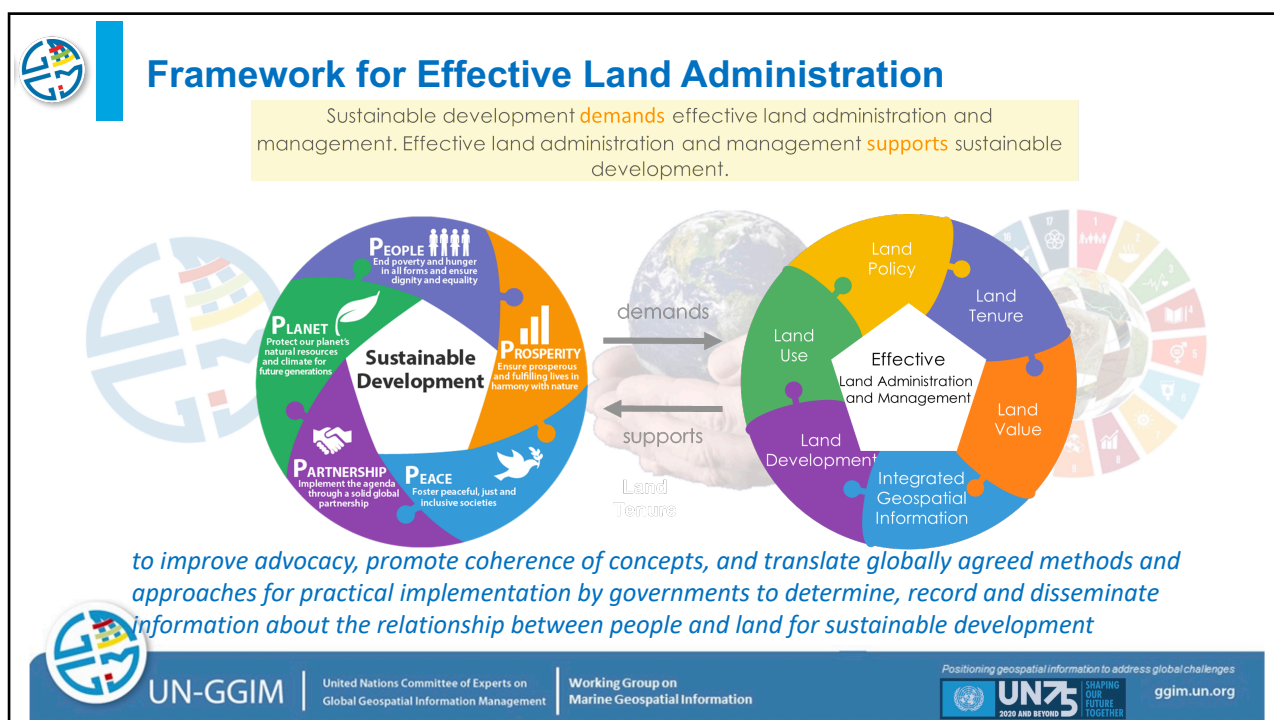 Framework for Effective Land Administration
Sustainable development demands effective land administration and
management. Effective land administration and management supports sustainable
development.
PEOPLE
End poverty and hunger
in all forms and ensure
dignity and equality
PLANET
Protect our planet's
natural resources
and climate for
future generations
Sustainable
Development
PROSPERITY
Ensure prosperous
and fulfilling lives in
harmony with nature
PARTNERSHIP
Implement the agenda
through a solid global
partnership
PEACE
Foster peaceful, just and
inclusive societies
demands
supports
Land
Tenure
Land
Policy
Land
Tenure
Land
Use
Effective
Land Administration
and Management
Land
Value
Land
Development
Integrated
Geospatial
Information
to improve advocacy, promote coherence of concepts, and translate globally agreed methods and
approaches for practical implementation by governments to determine, record and disseminate
information about the relationship between people and land for sustainable development
UN-GGIM
United Nations Committee of Experts on
Global Geospatial Information Management
Working Group on
Marine Geospatial Information
Positioning geospatial information to address global challenges
UN75
2020 AND BEYOND
SHAPING
OUR
FUTURE
TOGETHER
ggim.un.org